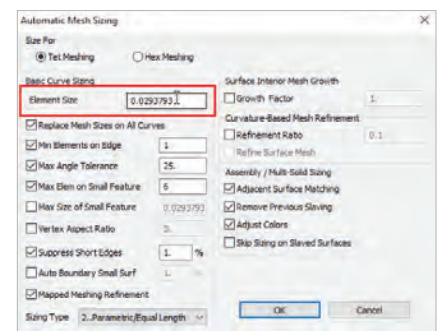 Automatic Mesh Sizing
Size For
Tet Meshing
Hex Meshing
Basic Curve Sizing
Element Size
0.0293793
Replace Mesh Sizes on All Curves
Min Elements on Edge
1
Max Angle Tolerance
25.
Max Elem on Small Feature
6
Max Size of Small Feature
0.0293793
Vertex Aspect Ratio
Suppress Short Edges
1.
%
Auto Boundary Small Surf
1.
%
Mapped Meshing Refinement
Sizing Type
2..Parametric/Equal Length
Surface Interior Mesh Growth
Growth Factor
1.
Curvature-Based Mesh Refinement
Refinement Ratio
0.1
Refine Surface Mesh
Assembly / Multi-Solid Sizing
Adjacent Surface Matching
Remove Previous Slaving
Adjust Colors
Skip Sizing on Slaved Surfaces
OK
Cancel